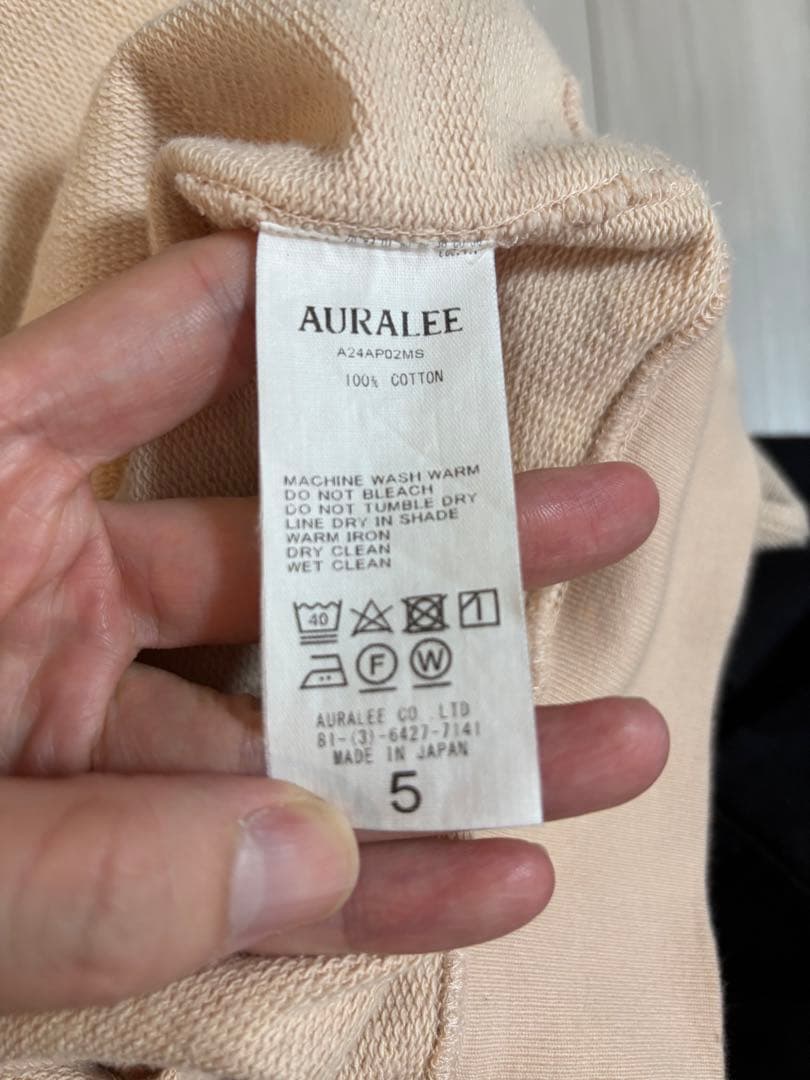 AURALEE
A24AP02MS
100% COTTON
MACHINE WASH WARM
DO NOT BLEACH
DO NOT TUMBLE DRY
LINE DRY IN SHADE
WARM IRON
DRY CLEAN
WET CLEAN
40
F W
AURALEE CO.,LTD
81-(3)-6427-7141
MADE IN JAPAN
5